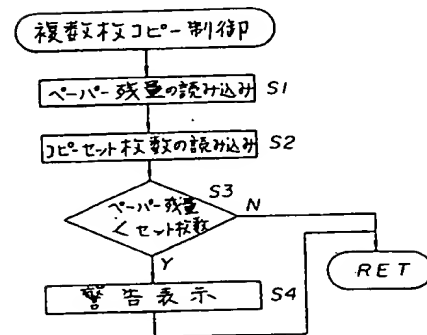 複数枚コピー制御
ペーパー残量の読み込み S1
コピーセット枚数の読み込み S2
S3
ペーパー残量
<セット枚数
N
Y
RET
警告表示 S4